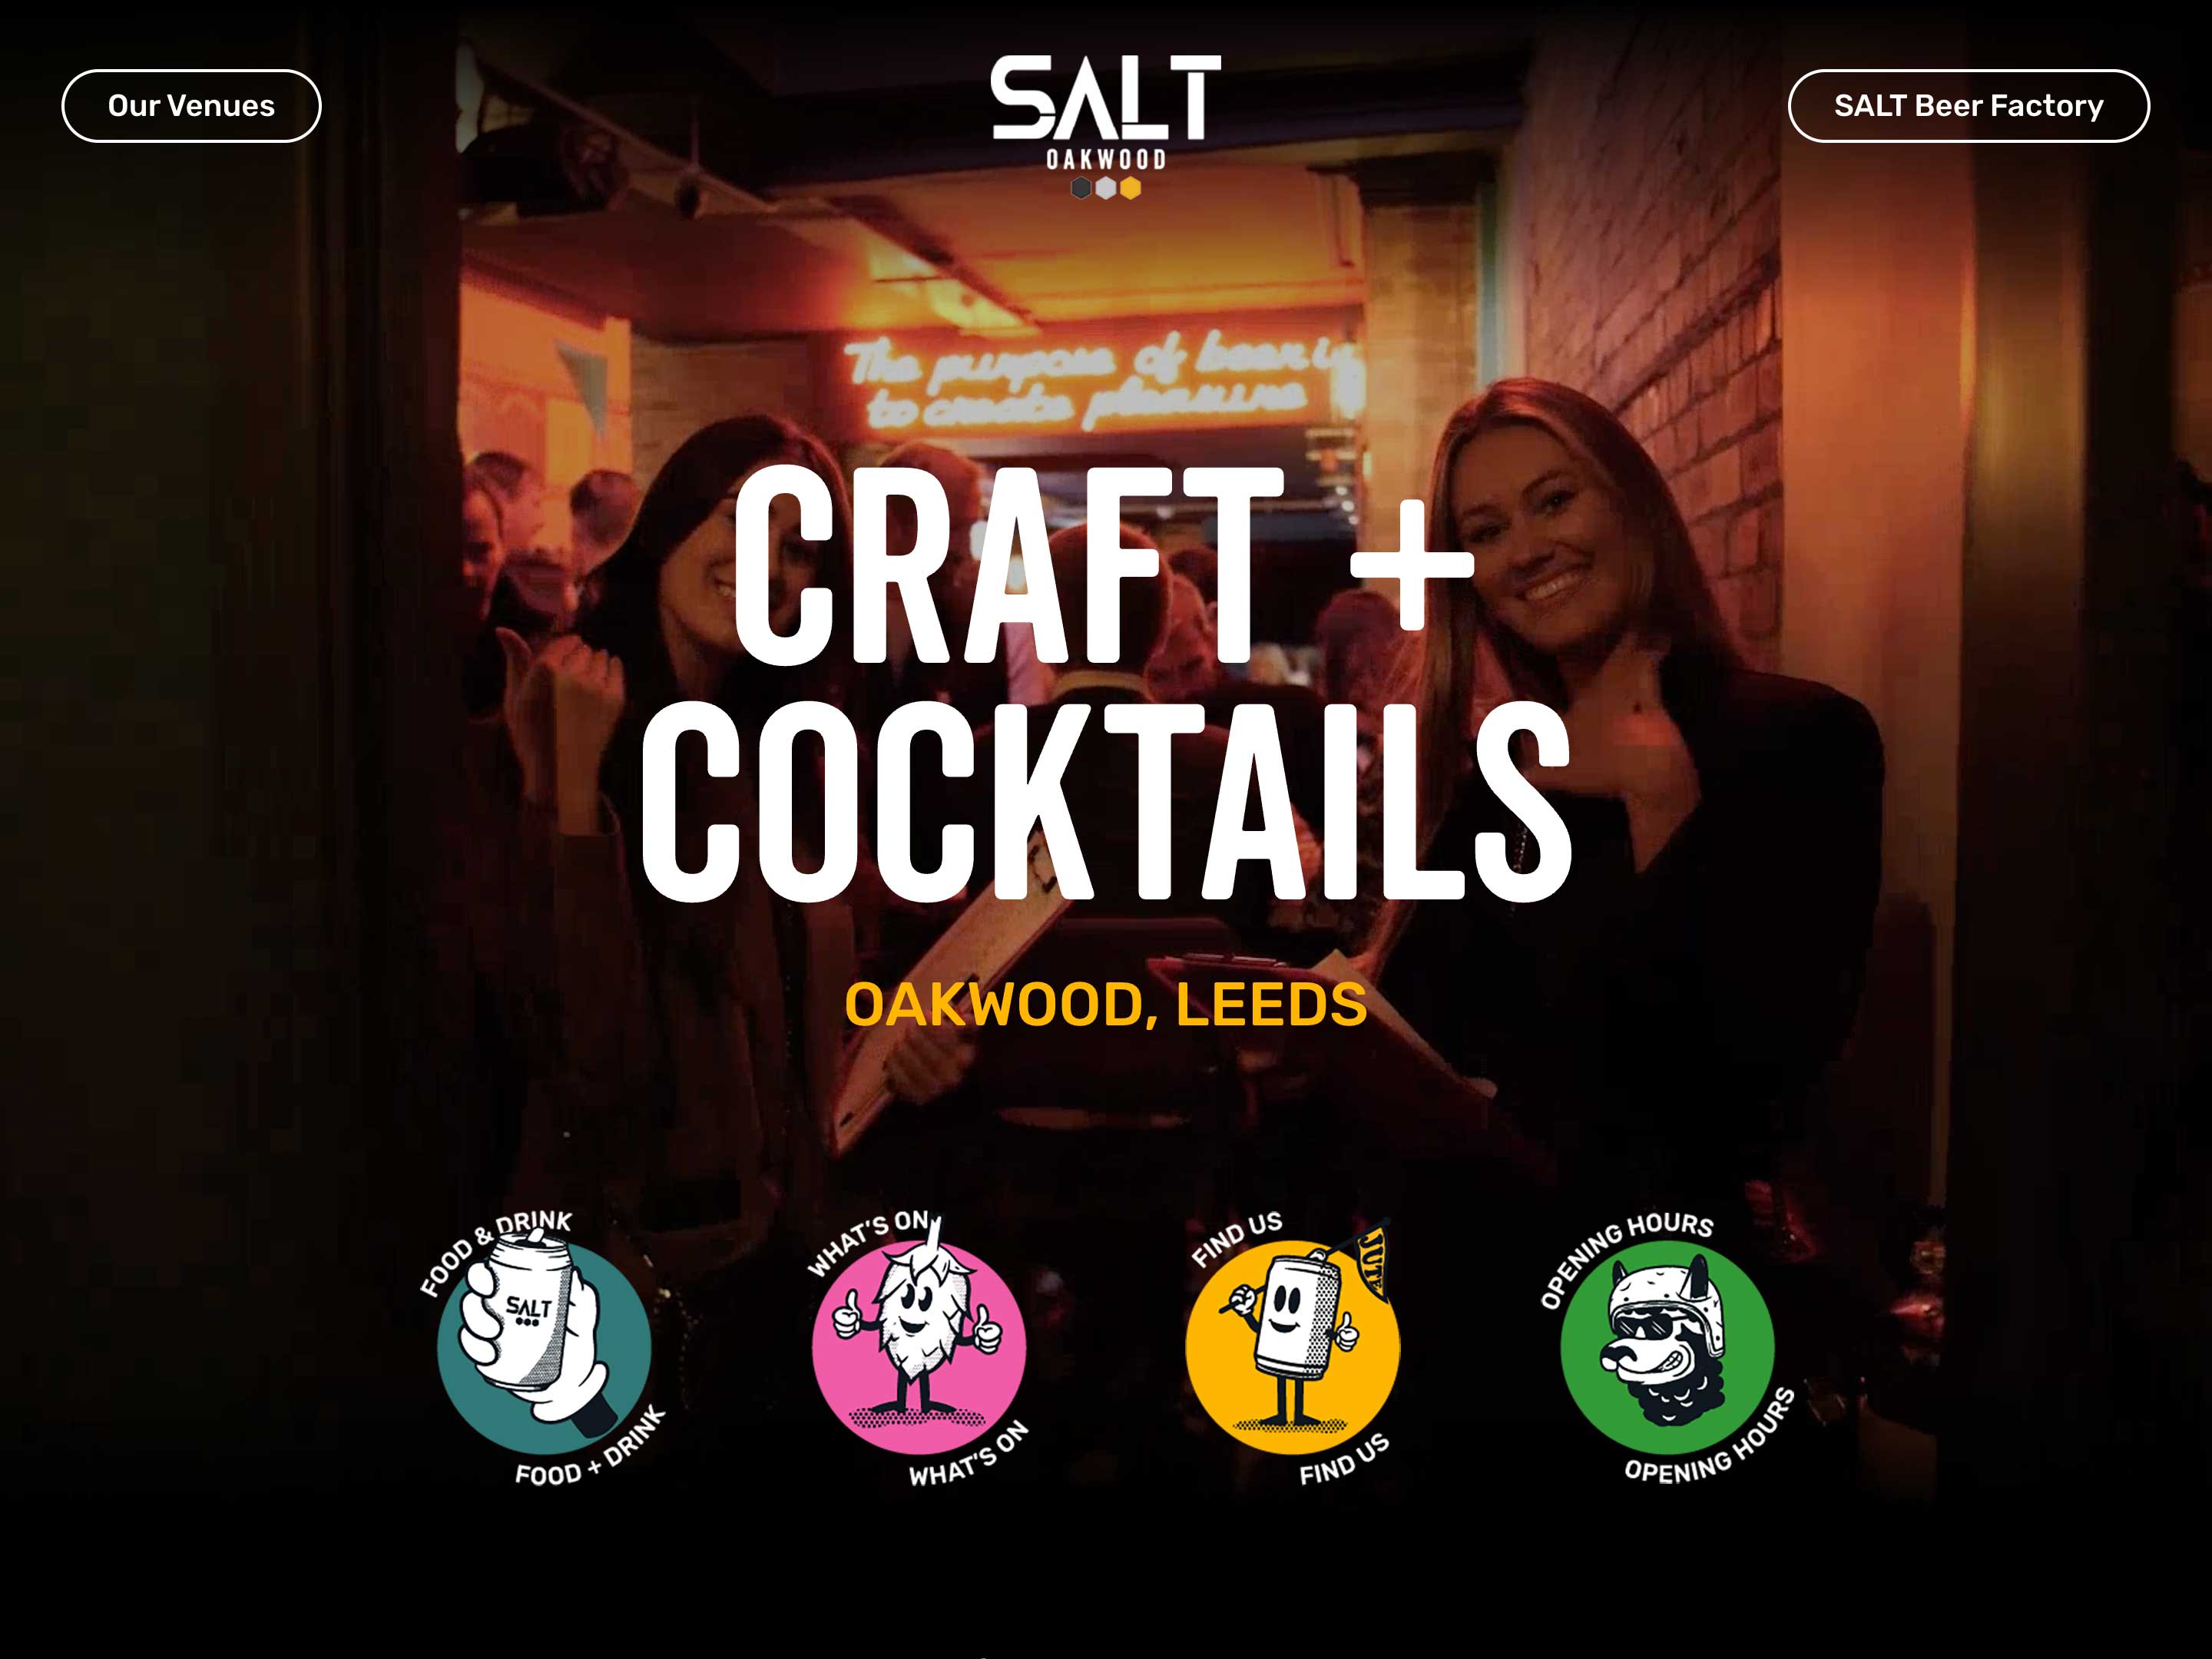 Our Venues
SALT
OAKWOOD
SALT Beer Factory
The purpose of beer is
to create pleasure
CRAFT +
COCKTAILS
OAKWOOD, LEEDS
FOOD & DRINK
SALT
FOOD + DRINK
WHAT'S ON
WHAT'S ON
FIND US
JUTE
FIND US
OPENING HOURS
OPENING HOURS